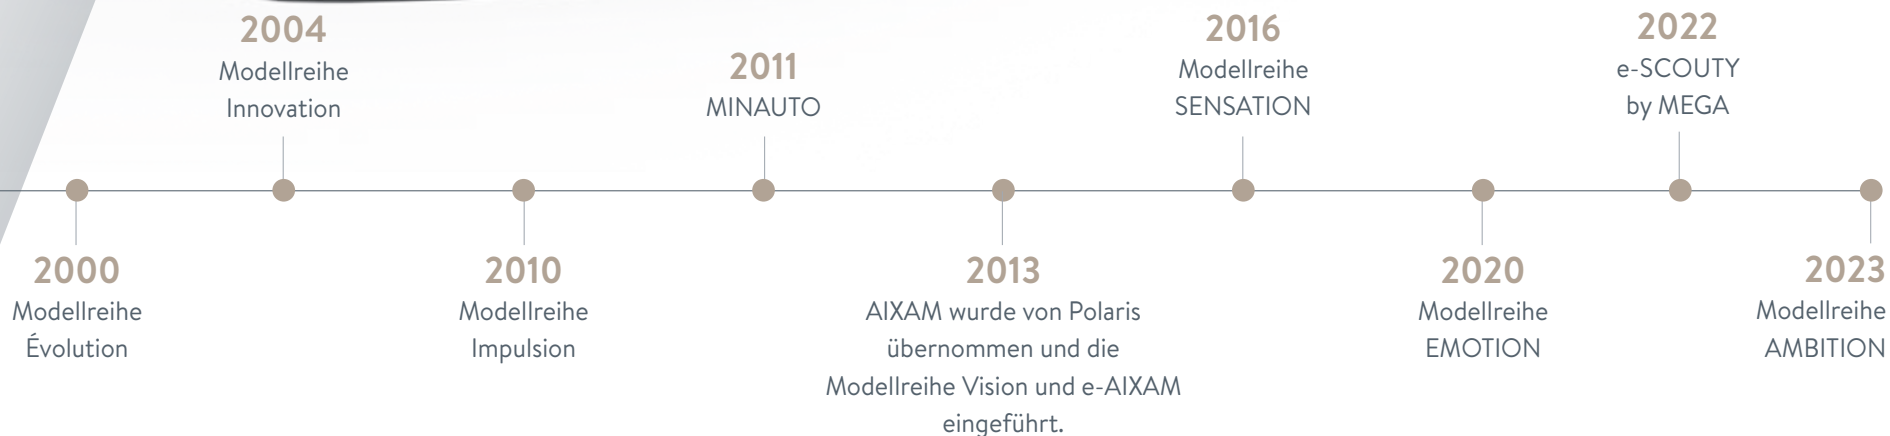 2000
Modellreihe
Évolution
2004
Modellreihe
Innovation
2010
Modellreihe
Impulsion
2011
MINAUTO
2013
AIXAM wurde von Polaris
übernommen und die
Modellreihe Vision und e-AIXAM
eingeführt.
2016
Modellreihe
SENSATION
2020
Modellreihe
EMOTION
2022
e-SCOUTY
by MEGA
2023
Modellreihe
AMBITION